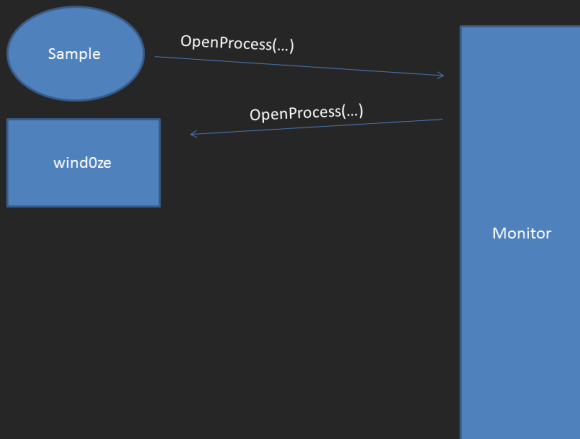 Sample
OpenProcess(...)
OpenProcess(...)
wind0ze
Monitor